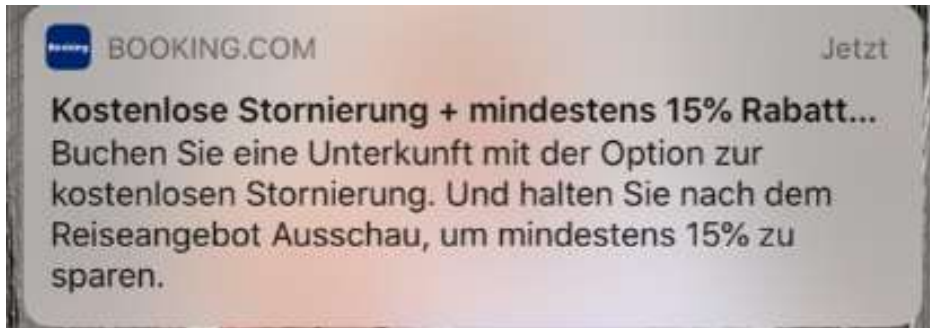 Booking
BOOKING.COM
Jetzt
Kostenlose Stornierung + mindestens 15% Rabatt...
Buchen Sie eine Unterkunft mit der Option zur
kostenlosen Stornierung. Und halten Sie nach dem
Reiseangebot Ausschau, um mindestens 15% zu
sparen.